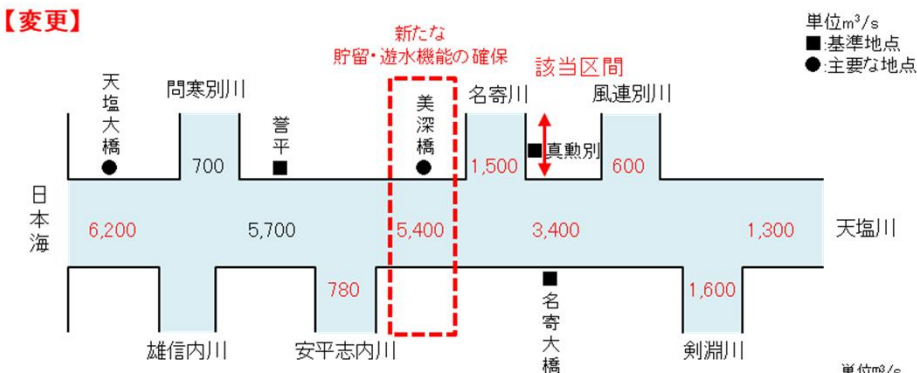 【変更】
新たな
貯留・遊水機能の確保
単位m³/s
■:基準地点
●:主要な地点
天塩大橋
問寒別川
誉平
美深橋
名寄川
該当区間
風連別川
700
1,500
■真勲別
600
日本海
6,200
5,700
5,400
3,400
1,300
天塩川
780
1,600
名寄大橋
雄信内川
安平志内川
剣淵川
単位m³/s